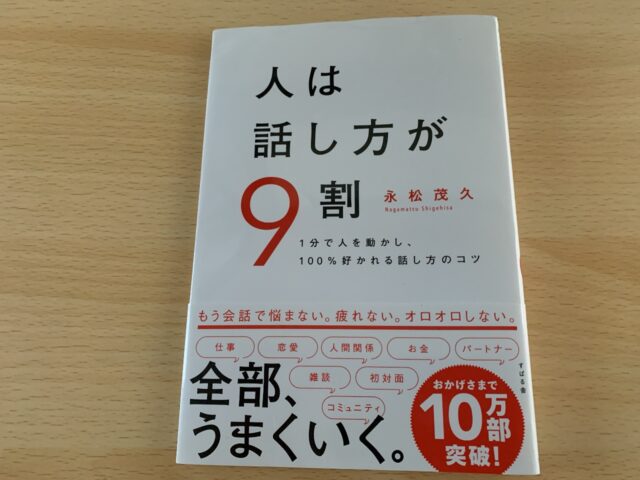 人は
話し方が
9割
永松茂久
Nagamatsu Shigehisa
1分で人を動かし、
100%好かれる話し方のコツ
もう会話で悩まない。疲れない。オロオロしない。
仕事 恋愛 人間関係 お金 パートナー
雑談 初対面
コミュニティ
全部、
うまくいく。
おかげさまで
10万部
突破!
すばる舎